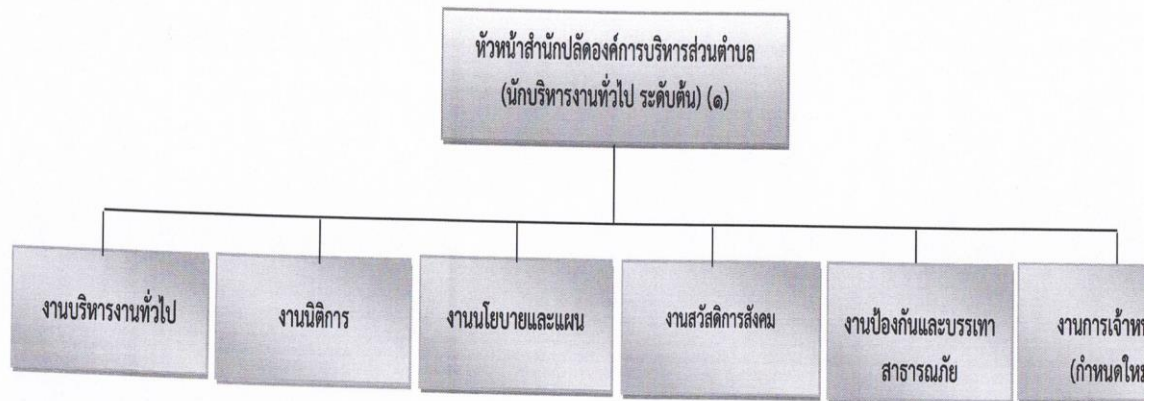 หัวหน้าสำนักปลัดองค์การบริหารส่วนตำบล
(นักบริหารงานทั่วไป ระดับต้น) (๑)
งานบริหารงานทั่วไป
งานนิติการ
งานนโยบายและแผน
งานสวัสดิการสังคม
งานป้องกันและบรรเทา
สาธารณภัย
งานการเจ้าห
(กำหนดให